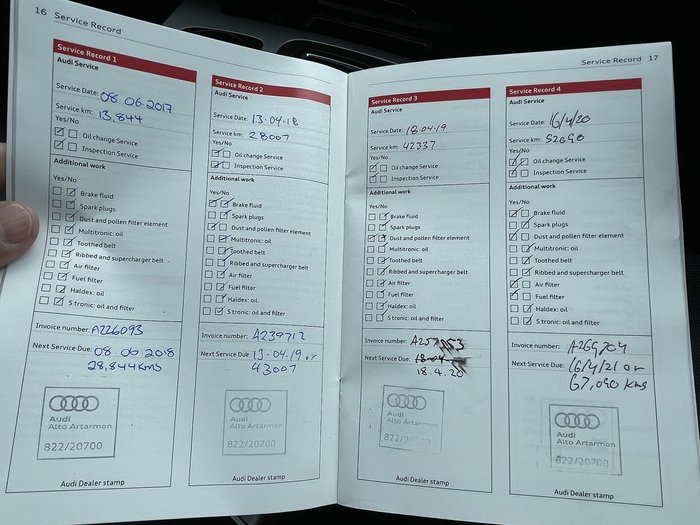 16 Service Record
Service Record 1
Audi Service
Service Date: 08.06.2017
Service km: 13,844
Yes/No
Oil change Service
Inspection Service
Additional work
Yes/No
Brake fluid
Spark plugs
Dust and pollen filter element
Multitronic: oil
Toothed belt
Ribbed and supercharger belt
Air filter
Fuel filter
Haldex: oil
S tronic: oil and filter
Invoice number: A226093
Next Service Due: 08.06.2018
28,844 KMS
Audi
Alto Artarmon
822/20700
Audi Dealer stamp
Service Record 2
Audi Service
Service Date: 13.04.18
Service km: 28007
Yes/No
Oil change Service
Inspection Service
Additional work
Yes/No
Brake fluid
Spark plugs
Dust and pollen filter element
Multitronic: oil
Toothed belt
Ribbed and supercharger belt
Air filter
Fuel filter
Haldex: oil
S tronic: oil and filter
Invoice number: A239712
Next Service Due: 13.04.19 or
43007
Audi
Alto Artarmon
822/20700
Audi Dealer stamp
Service Record 17
Service Record 3
Audi Service
Service Date: 18.04.19
Service km: 42337
Yes/No
Oil change Service
Inspection Service
Additional work
Yes/No
Brake fluid
Spark plugs
Dust and pollen filter element
Multitronic: oil
Toothed belt
Ribbed and supercharger belt
Air filter
Fuel filter
Haldex: oil
S tronic: oil and filter
Invoice number:
Next Service Due:
18.4.20
Audi
Alto Artarmon
Audi Dealer stamp
Service Record 4
Audi Service
Service Date: 16/4/20
Service km: 52090
Yes/No
Oil change Service
Inspection Service
Additional work
Yes/No
Brake fluid
Spark plugs
Dust and pollen filter element
Multitronic: oil
Toothed belt
Ribbed and supercharger belt
Air filter
Fuel filter
Haldex: oil
S tronic: oil and filter
Invoice number: A269704
Next Service Due: 16/4/21 or
67,090 kms
Audi
Alto Artarmon
822/20700
Audi Dealer stamp